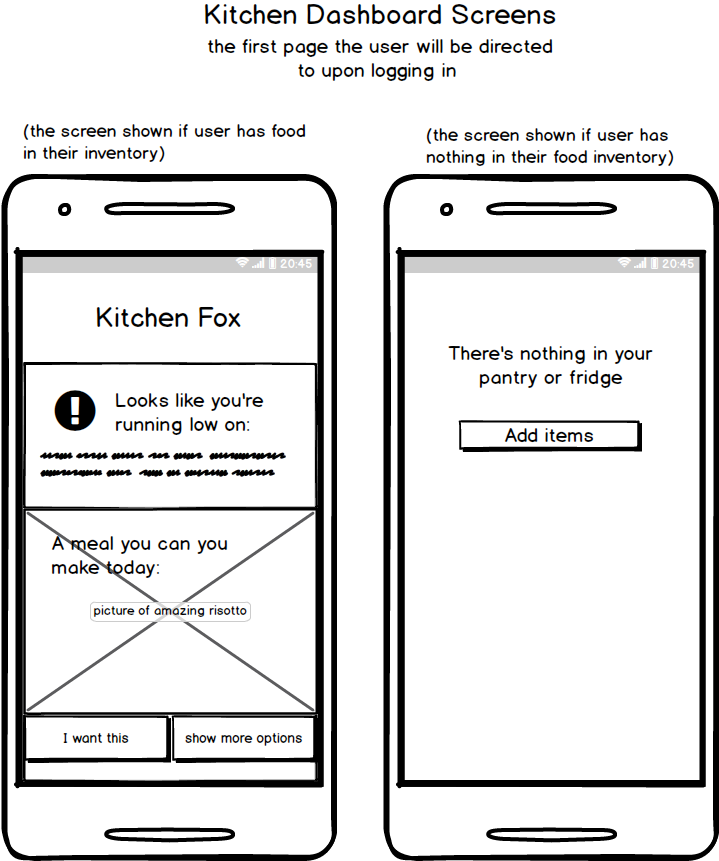 Kitchen Dashboard Screens
the first page the user will be directed
to upon logging in
(the screen shown if user has food
in their inventory)
20:45
Kitchen Fox
Looks like you're
running low on:
A meal you can you
make today:
picture of amazing risotto
I want this
show more options
(the screen shown if user has
nothing in their food inventory)
20:45
There's nothing in your
pantry or fridge
Add items